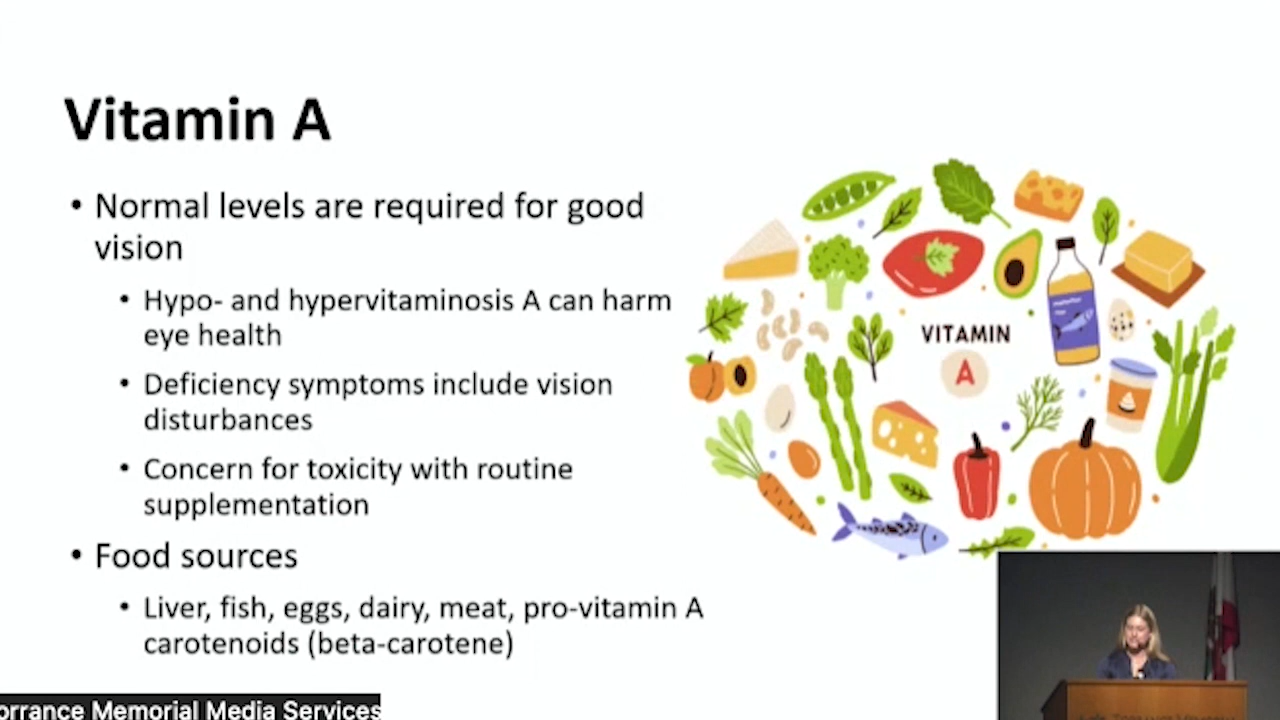 Vitamin A
• Normal levels are required for good
vision
• Hypo- and hypervitaminosis A can harm
eye health
• Deficiency symptoms include vision
disturbances
• Concern for toxicity with routine
supplementation
• Food sources
• Liver, fish, eggs, dairy, meat, pro-vitamin A
carotenoids (beta-carotene)
VITAMIN
A
orrance Memorial Media Services